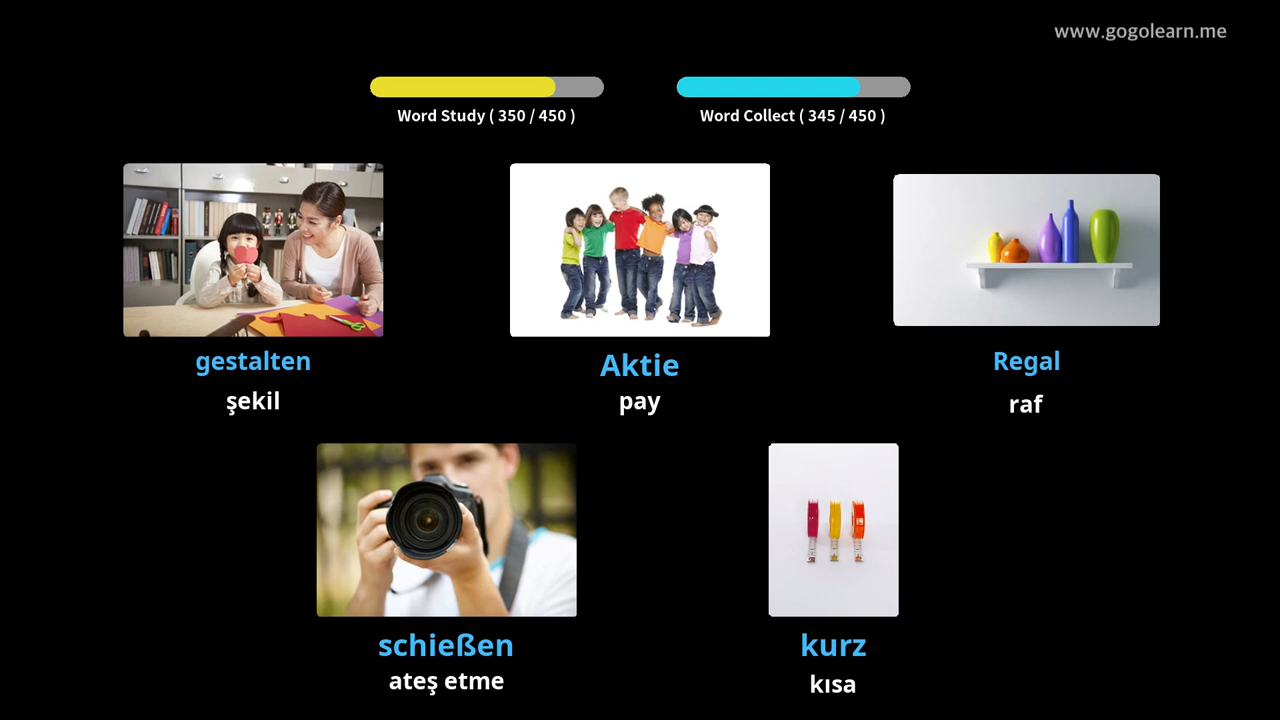 www.gogolearn.me
Word Study ( 350 / 450 )
Word Collect ( 345 / 450 )
gestalten
şekil
Aktie
pay
Regal
raf
schießen
ateş etme
kurz
kısa